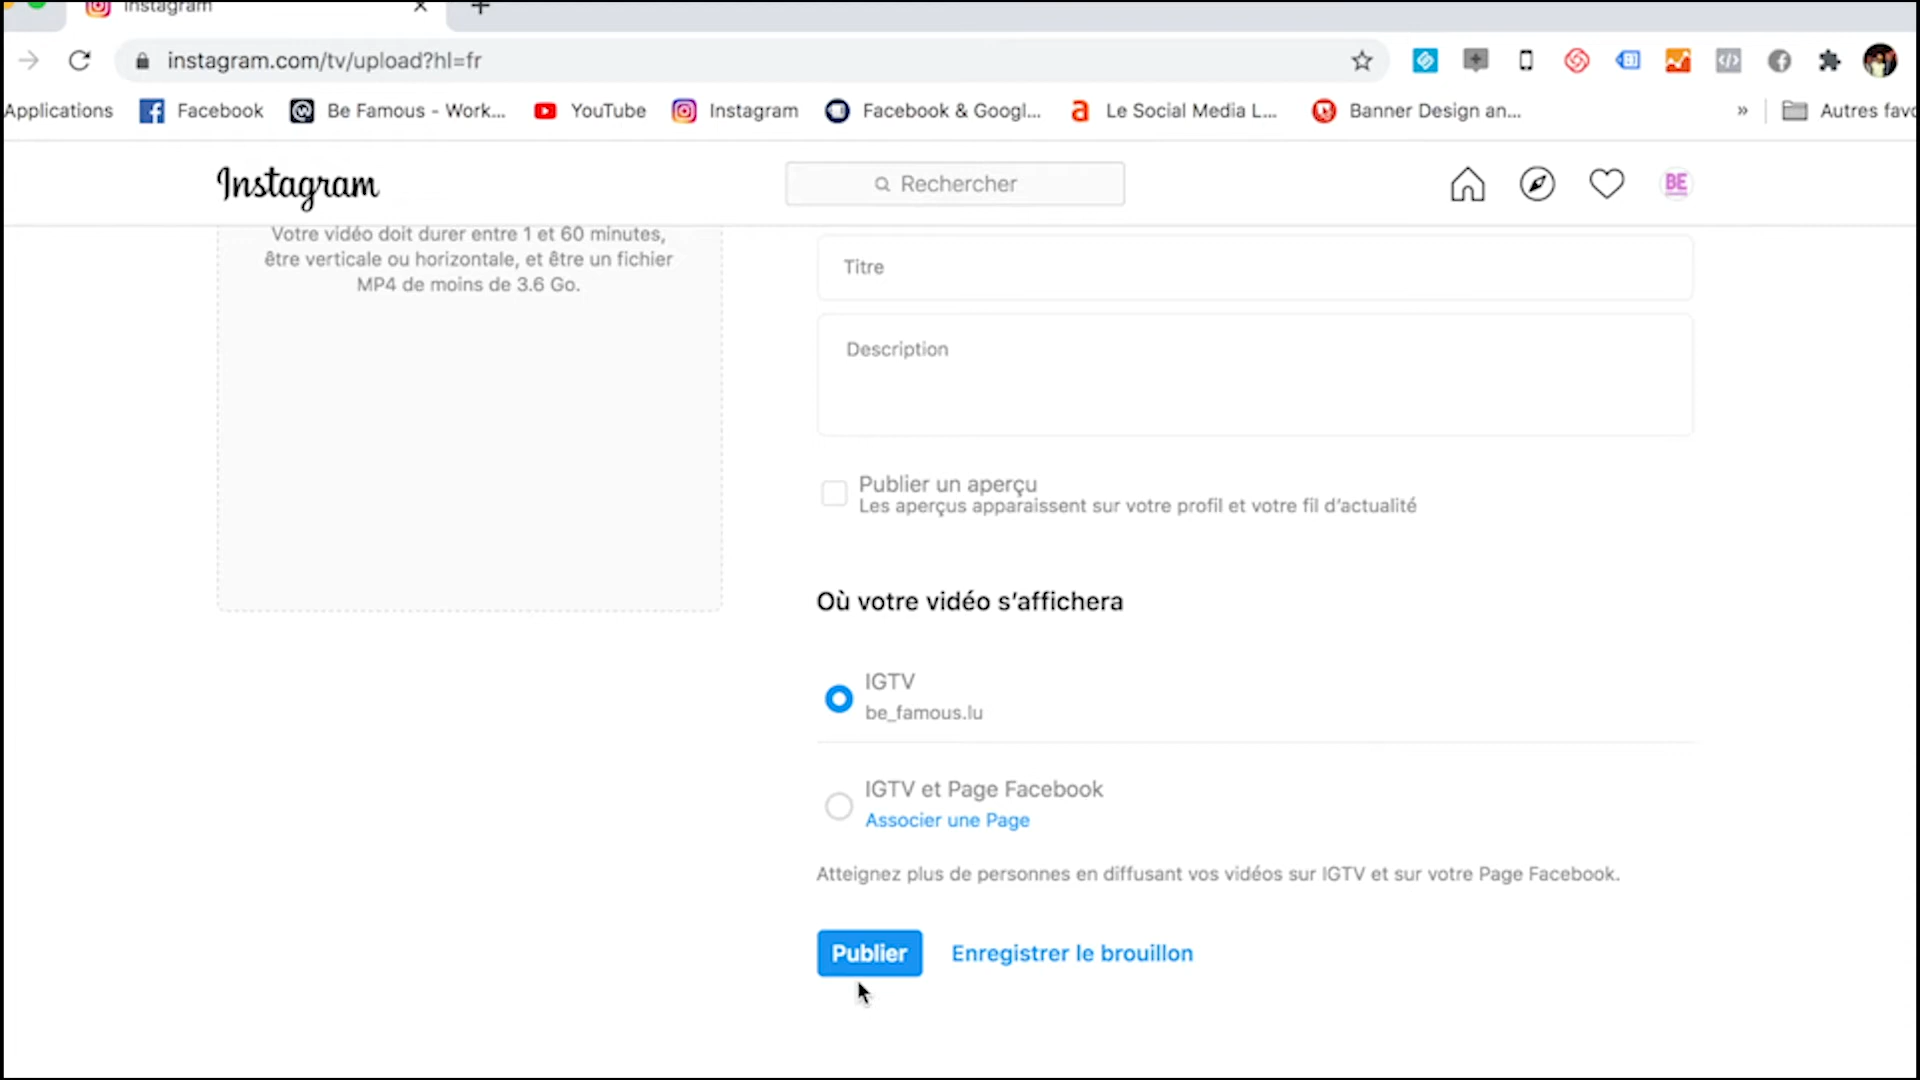 Instagram
instagram.com/tv/upload?hl=fr
Applications
Facebook
Be Famous - Work...
YouTube
Instagram
Facebook & Googl...
Le Social Media L...
Banner Design an...
»
Autres favo
Instagram
Rechercher
BE
Votre vidéo doit durer entre 1 et 60 minutes,
être verticale ou horizontale, et être un fichier
MP4 de moins de 3.6 Go.
Titre
Description
Publier un aperçu
Les aperçus apparaissent sur votre profil et votre fil d’actualité
Où votre vidéo s’affichera
IGTV
be_famous.lu
IGTV et Page Facebook
Associer une Page
Atteignez plus de personnes en diffusant vos vidéos sur IGTV et sur votre Page Facebook.
Publier
Enregistrer le brouillon